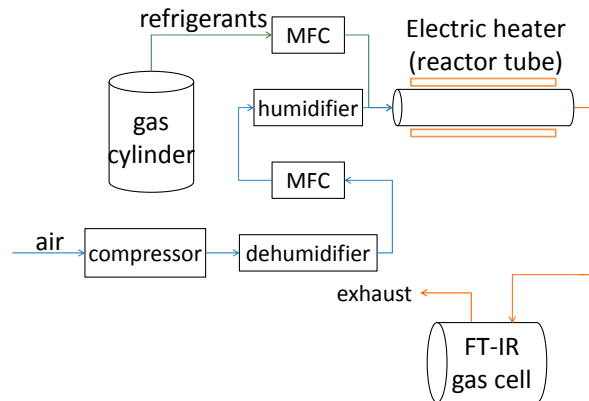 refrigerants
MFC
Electric heater
(reactor tube)
gas
cylinder
humidifier
MFC
air
compressor
dehumidifier
exhaust
FT-IR
gas cell